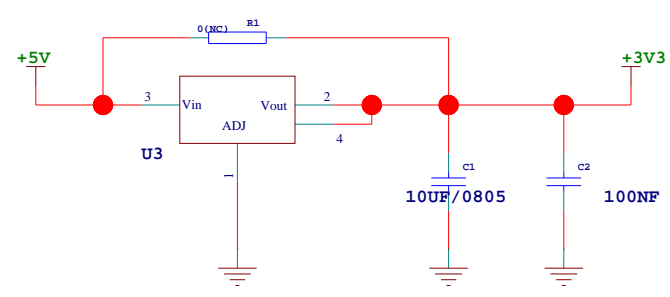 0(NC) R1
+5V
+3V3
3 Vin Vout 2
ADJ 4
U3
1
C1
10UF/0805
C2
100NF